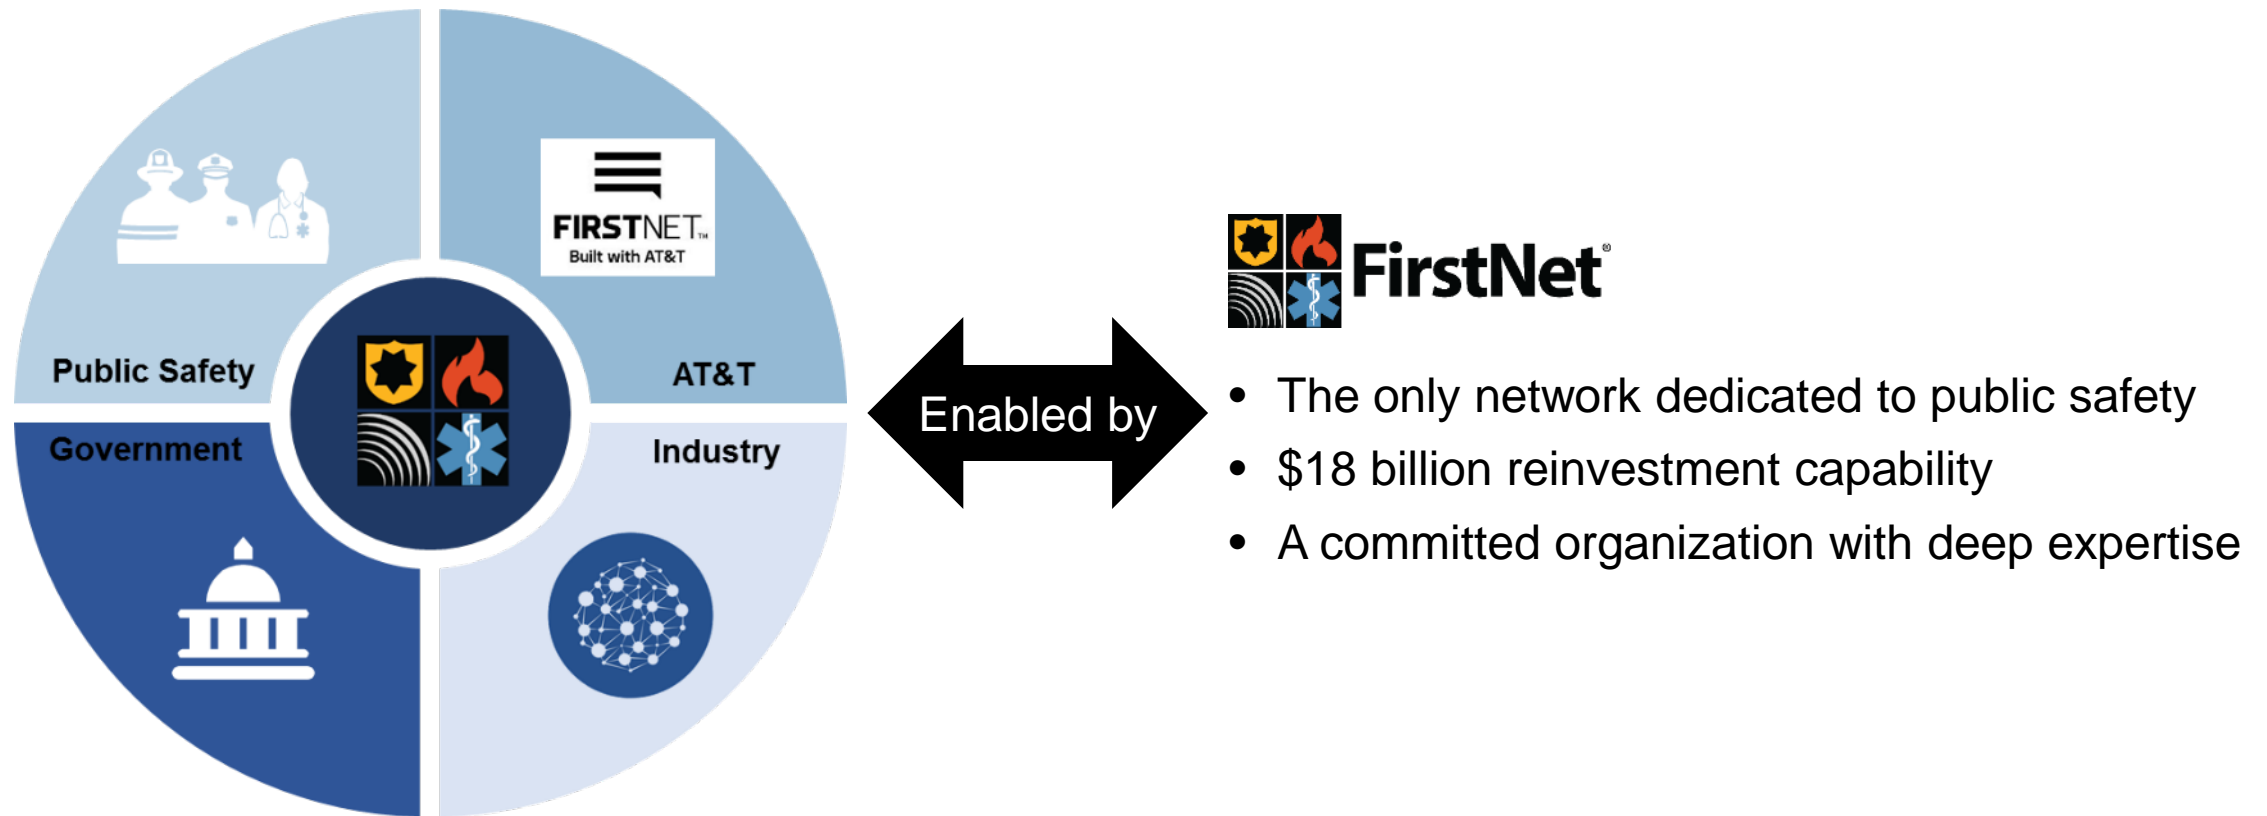 FIRSTNET™
Built with AT&T
Public Safety
AT&T
Government
Industry
Enabled by
FirstNet®
• The only network dedicated to public safety
• $18 billion reinvestment capability
• A committed organization with deep expertise